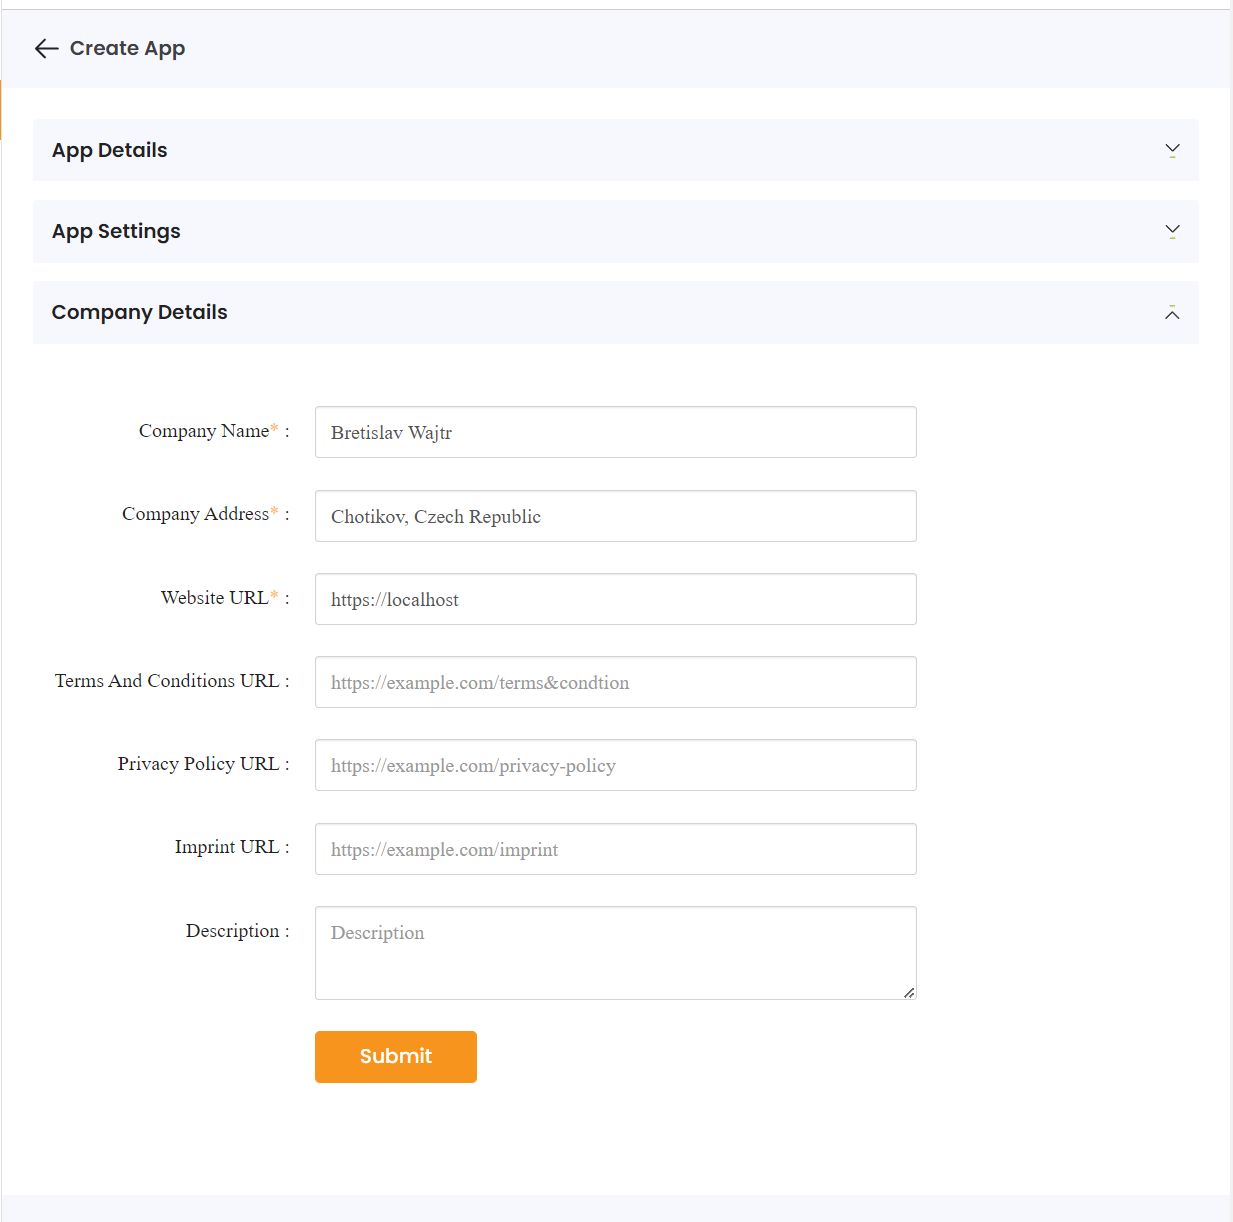 Create App
App Details
App Settings
Company Details
Company Name* :
Bretislav Wajtr
Company Address* :
Chotikov, Czech Republic
Website URL* :
https://localhost
Terms And Conditions URL :
https://example.com/terms&condtion
Privacy Policy URL :
https://example.com/privacy-policy
Imprint URL :
https://example.com/imprint
Description :
Description
Submit